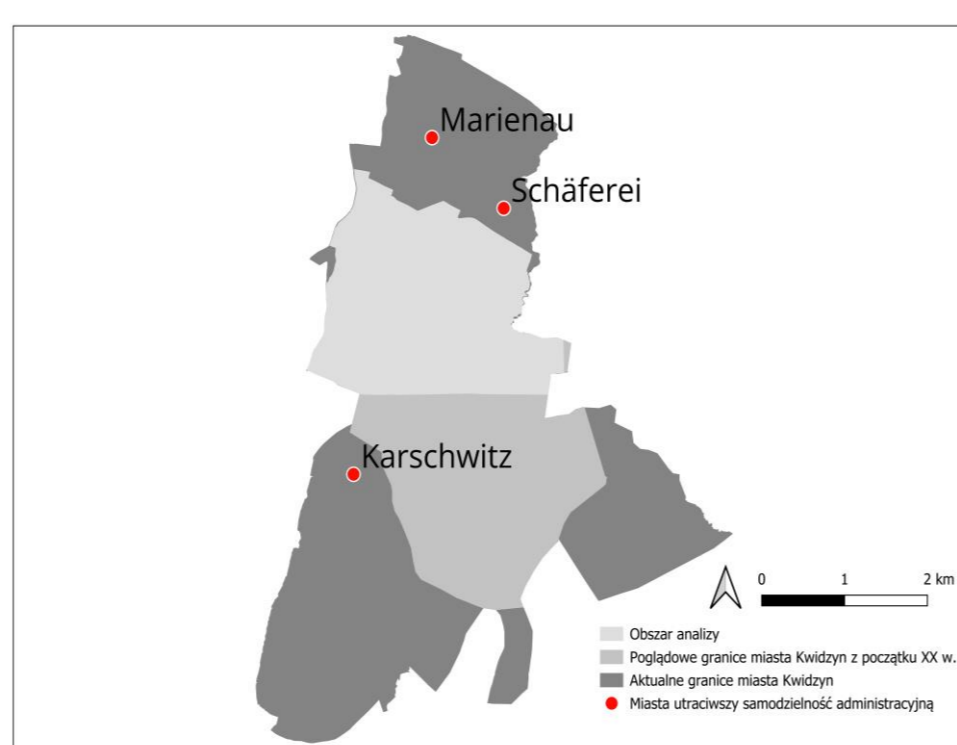 Marienau
Schäferei
Karschwitz
0 1 2 km
Obszar analizy
Poglądowe granice miasta Kwidzyn z początku XX w.
Aktualne granice miasta Kwidzyn
Miasta utraciwszy samodzielność administracyjną